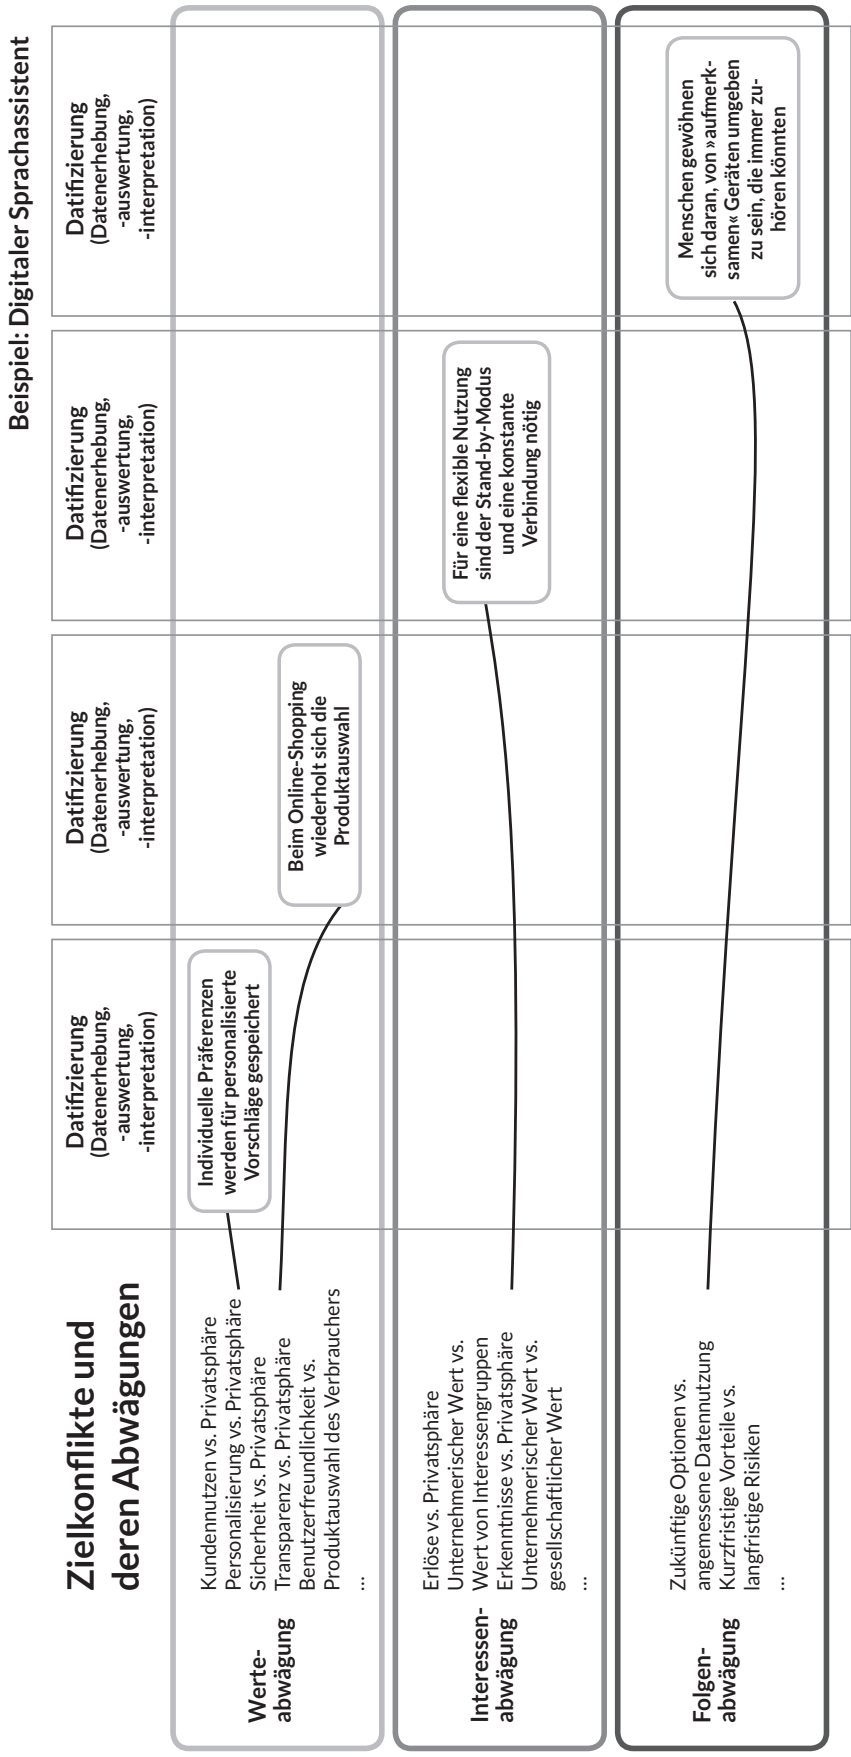 Beispiel: Digitaler Sprachassistent
Zielkonflikte und
deren Abwägungen
Datifizierung
(Datenerhebung,
-auswertung,
-interpretation)
Datifizierung
(Datenerhebung,
-auswertung,
-interpretation)
Datifizierung
(Datenerhebung,
-auswertung,
-interpretation)
Datifizierung
(Datenerhebung,
-auswertung,
-interpretation)
Werte-
abwägung
Kundennutzen vs. Privatsphäre
Personalisierung vs. Privatsphäre
Sicherheit vs. Privatsphäre
Transparenz vs. Privatsphäre
Benutzerfreundlichkeit vs.
Produktauswahl des Verbrauchers
...
Individuelle Präferenzen
werden für personalisierte
Vorschläge gespeichert
Beim Online-Shopping
wiederholt sich die
Produktauswahl
Interessen-
abwägung
Erlöse vs. Privatsphäre
Unternehmerischer Wert vs.
Wert von Interessengruppen
Erkenntnisse vs. Privatsphäre
Unternehmerischer Wert vs.
gesellschaftlicher Wert
...
Für eine flexible Nutzung
sind der Stand-by-Modus
und eine konstante
Verbindung nötig
Folgen-
abwägung
Zukünftige Optionen vs.
angemessene Datennutzung
Kurzfristige Vorteile vs.
langfristige Risiken
...
Menschen gewöhnen
sich daran, von »aufmerk-
samen« Geräten umgeben
zu sein, die immer zu-
hören könnten